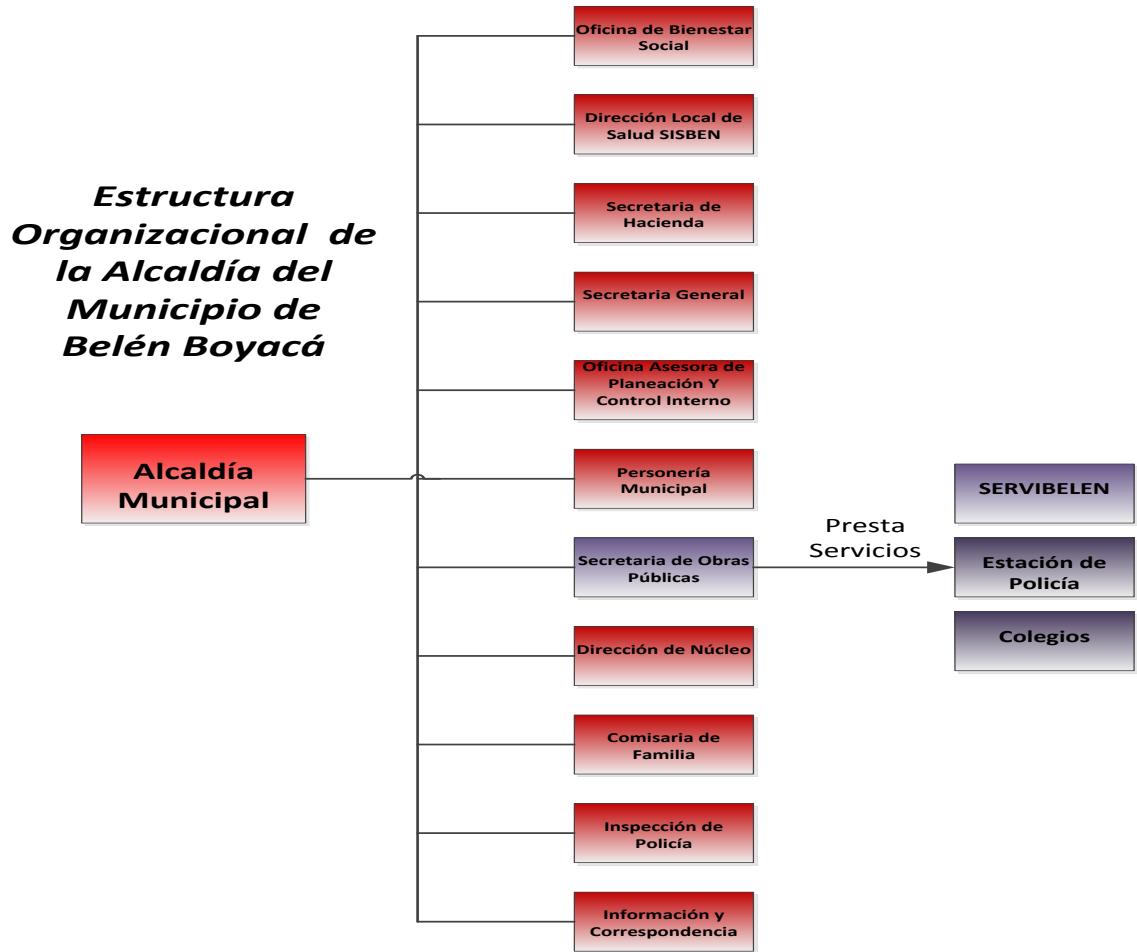 Estructura
Organizacional de
la Alcaldía del
Municipio de
Belén Boyacá
Alcaldía
Municipal
Oficina de Bienestar
Social
Dirección Local de
Salud SISBEN
Secretaria de
Hacienda
Secretaria General
Oficina Asesora de
Planeación Y
Control Interno
Personería
Municipal
Secretaria de Obras
Públicas
Dirección de Núcleo
Comisaria de
Familia
Inspección de
Policía
Información y
Correspondencia
Presta
Servicios
SERVIBELEN
Estación de
Policía
Colegios